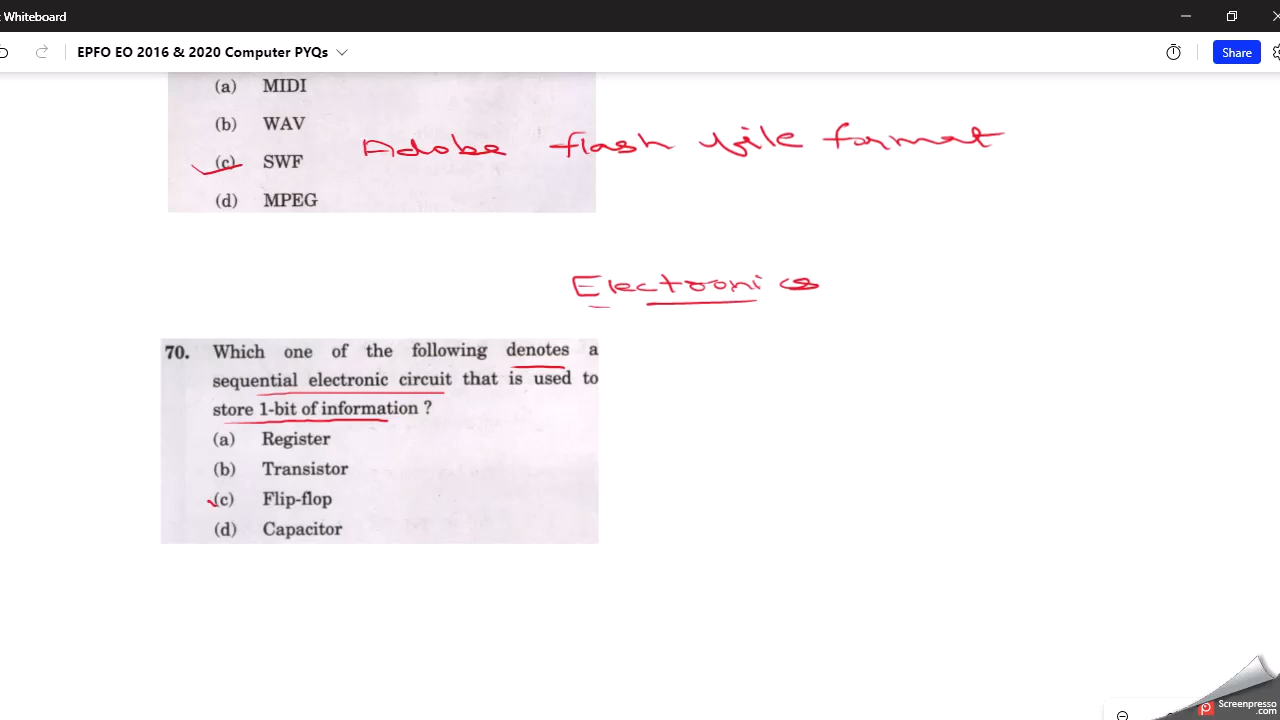 Whiteboard
EPFO EO 2016 & 2020 Computer PYQs
Share
(a) MIDI
(b) WAV
(c) SWF
Adobe flash file format
(d) MPEG
Electronics
70. Which one of the following denotes a
sequential electronic circuit that is used to
store 1-bit of information ?
(a) Register
(b) Transistor
(c) Flip-flop
(d) Capacitor
Screenpresso
.com